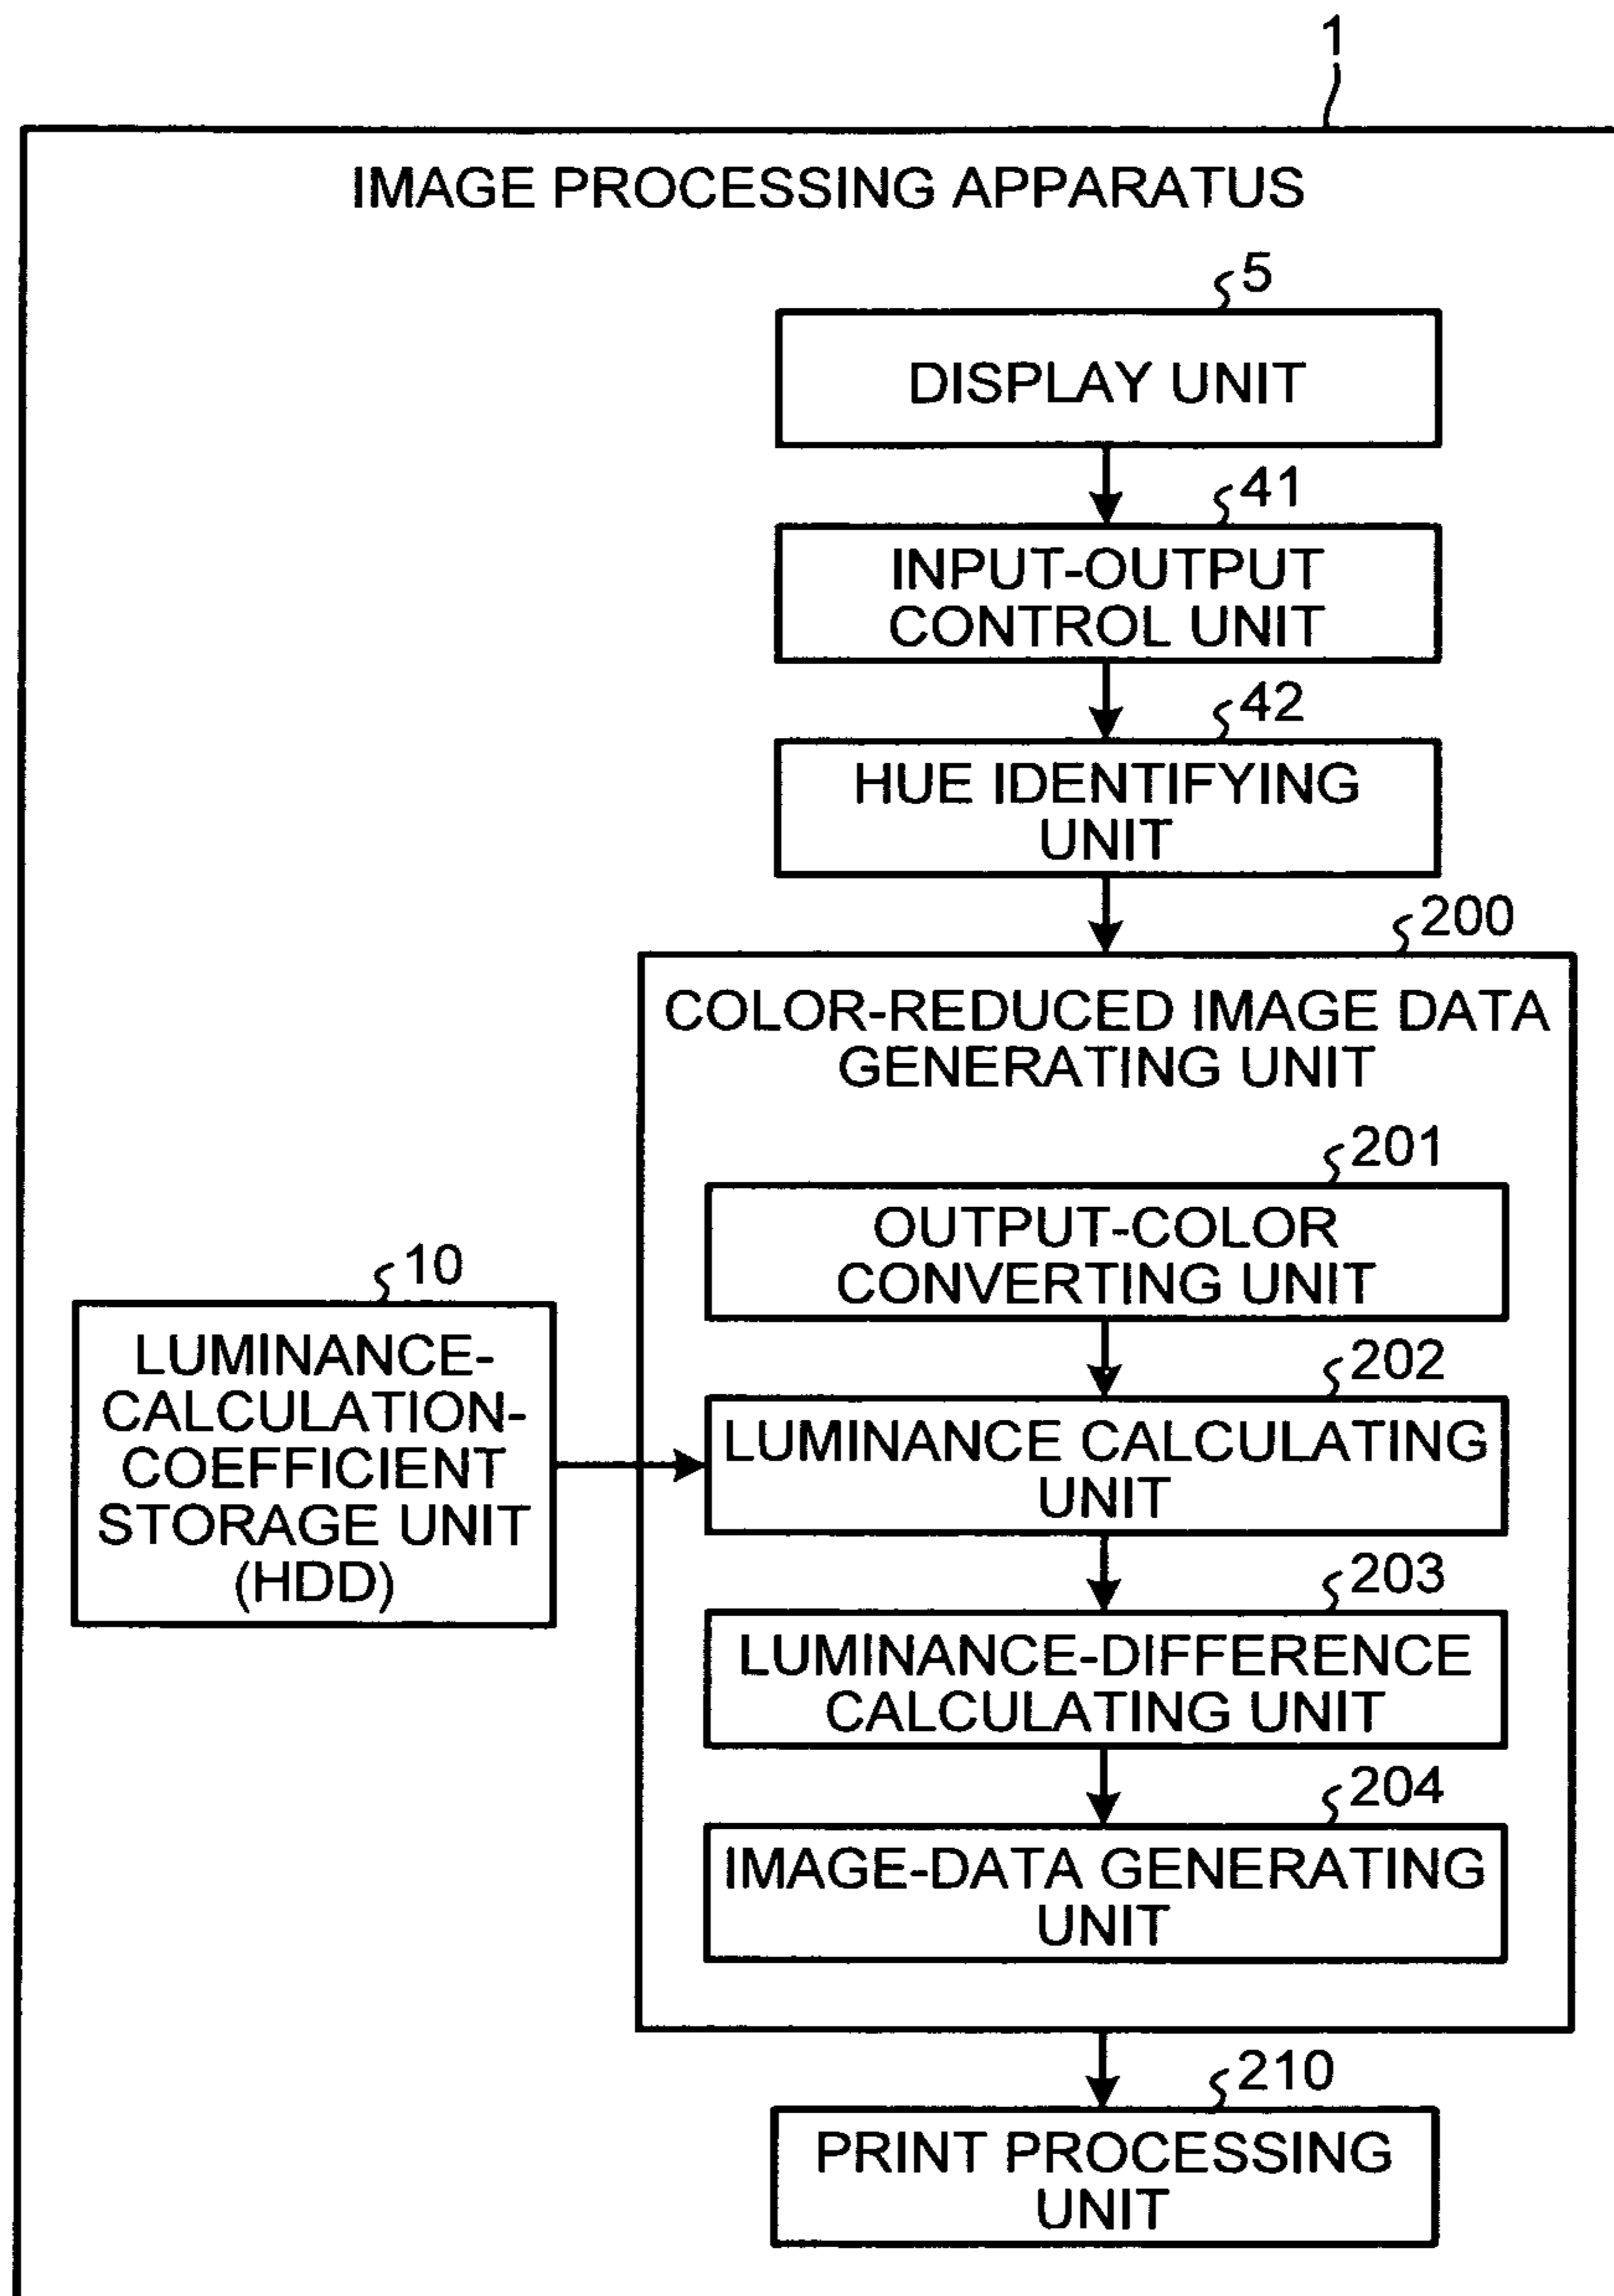 1
IMAGE PROCESSING APPARATUS
5
DISPLAY UNIT
41
INPUT-OUTPUT
CONTROL UNIT
42
HUE IDENTIFYING
UNIT
200
COLOR-REDUCED IMAGE DATA
GENERATING UNIT
201
OUTPUT-COLOR
CONVERTING UNIT
10
LUMINANCE-
CALCULATION-
COEFFICIENT
STORAGE UNIT
(HDD)
202
LUMINANCE CALCULATING
UNIT
203
LUMINANCE-DIFFERENCE
CALCULATING UNIT
204
IMAGE-DATA GENERATING
UNIT
210
PRINT PROCESSING
UNIT